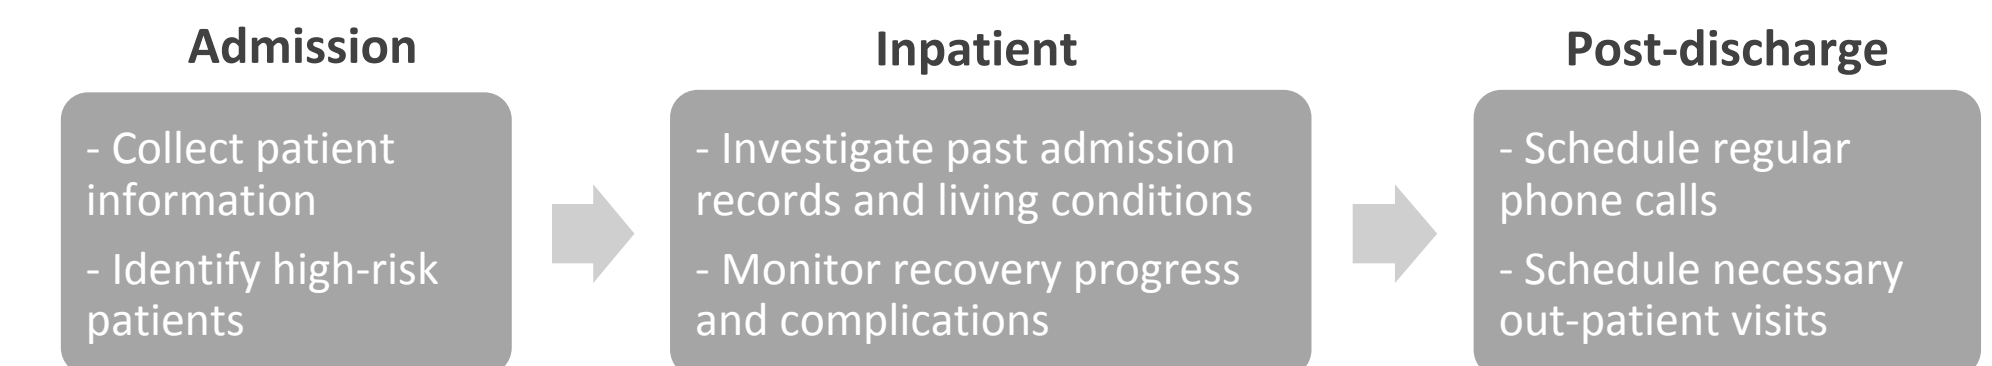 Admission
- Collect patient
information
- Identify high-risk
patients
Inpatient
- Investigate past admission
records and living conditions
- Monitor recovery progress
and complications
Post-discharge
- Schedule regular
phone calls
- Schedule necessary
out-patient visits